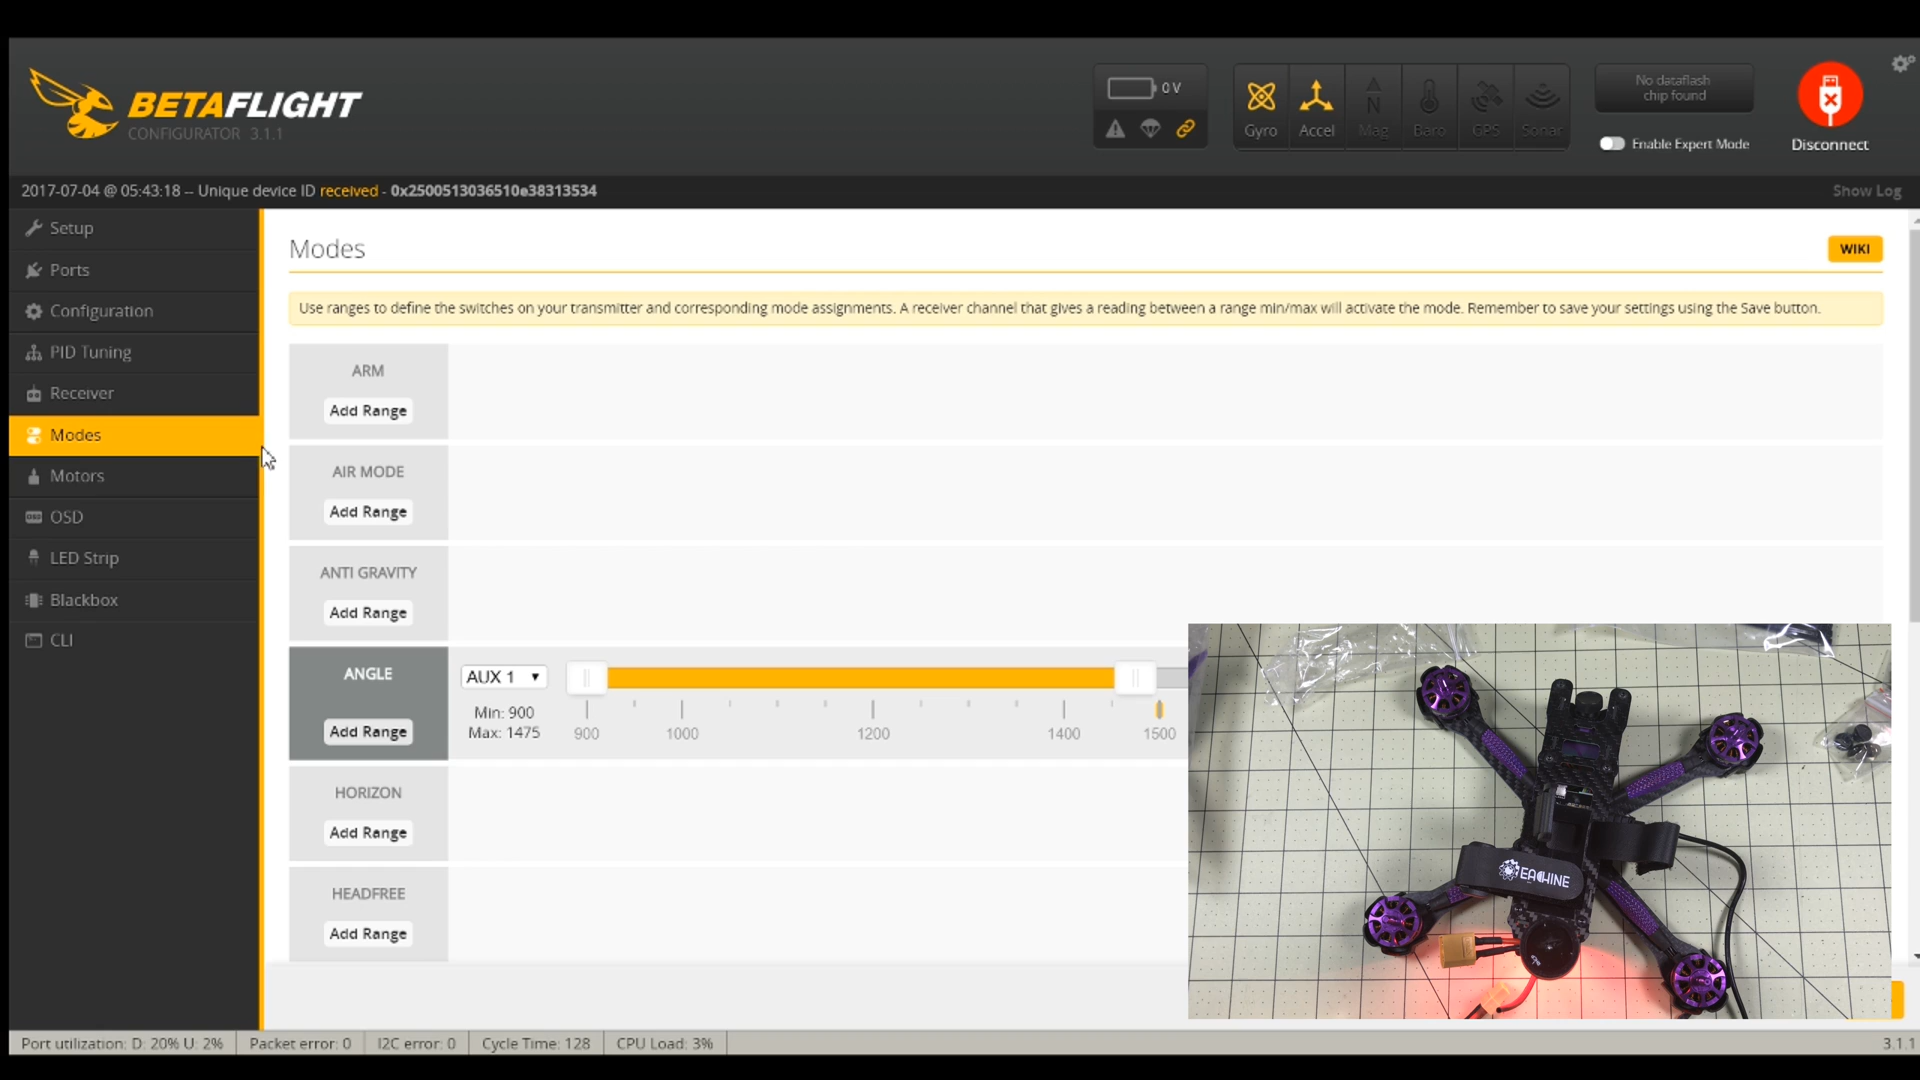 BETAFLIGHT
CONFIGURATOR 3.1.1
0 V
Gyro
Accel
Mag
Baro
GPS
Sonar
No dataflash
chip found
Enable Expert Mode
Disconnect
2017-07-04 @ 05:43:18 -- Unique device ID received - 0x2500513036510e38313534
Show Log
Setup
Ports
Configuration
PID Tuning
Receiver
Modes
Motors
OSD
LED Strip
Blackbox
CLI
Modes
WIKI
Use ranges to define the switches on your transmitter and corresponding mode assignments. A receiver channel that gives a reading between a range min/max will activate the mode. Remember to save your settings using the Save button.
ARM
Add Range
AIR MODE
Add Range
ANTI GRAVITY
Add Range
ANGLE
Add Range
AUX 1
Min: 900
Max: 1475
900
1000
1200
1400
1500
HORIZON
Add Range
HEADFREE
Add Range
EACHINE
Port utilization: D: 20% U: 2%
Packet error: 0
I2C error: 0
Cycle Time: 128
CPU Load: 3%
3.1.1